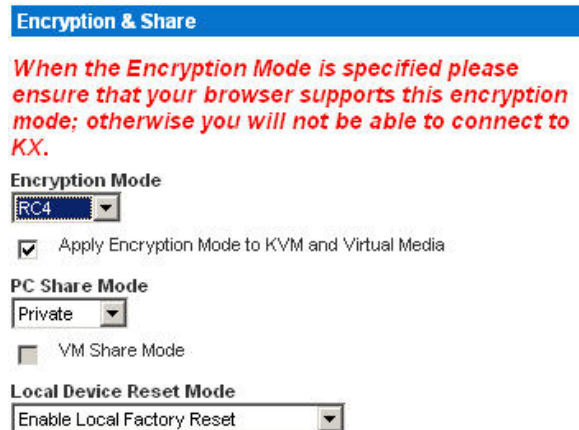 Encryption & Share
When the Encryption Mode is specified please
ensure that your browser supports this encryption
mode; otherwise you will not be able to connect to
KX.
Encryption Mode
RC4
Apply Encryption Mode to KVM and Virtual Media
PC Share Mode
Private
VM Share Mode
Local Device Reset Mode
Enable Local Factory Reset